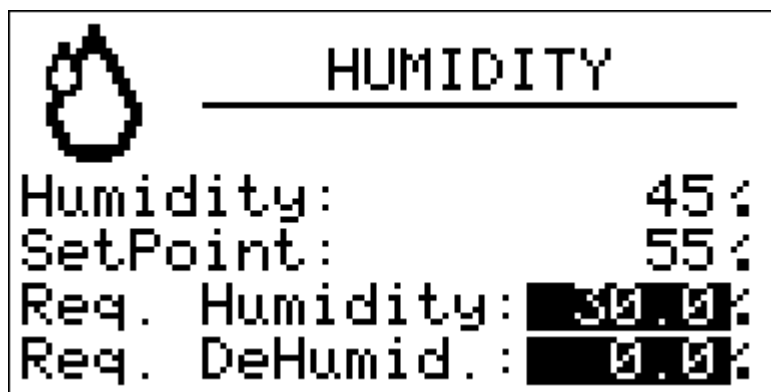 HUMIDITY
Humidity: 45%
SetPoint: 55%
Req. Humidity: 30.0%
Req. DeHumid.: 0.0%